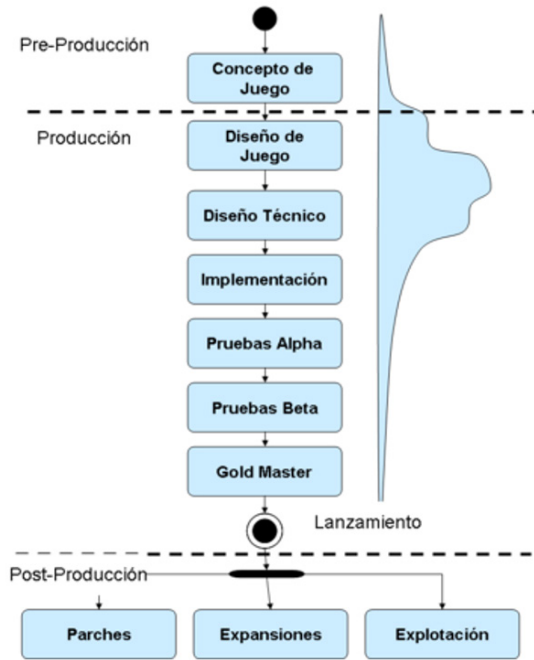 Pre-Producción
Concepto de
Juego
Producción
Diseño de
Juego
Diseño Técnico
Implementación
Pruebas Alpha
Pruebas Beta
Gold Master
Lanzamiento
Post-Producción
Parches
Expansiones
Explotación